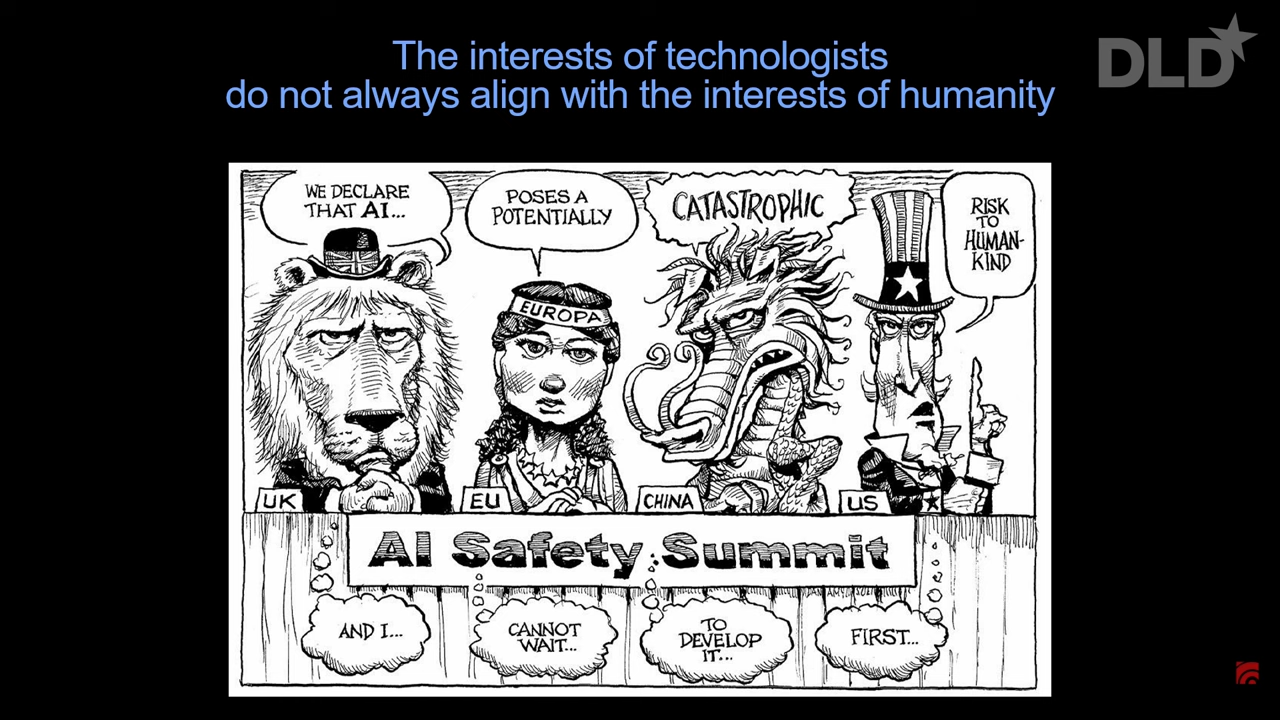 The interests of technologists
do not always align with the interests of humanity
DLD
WE DECLARE
THAT AI...
POSES A
POTENTIALLY
CATASTROPHIC
RISK
TO
HUMAN-
KIND
EUROPA
UK
EU
CHINA
US
AI Safety Summit
AND I...
CANNOT
WAIT...
TO
DEVELOP
IT...
FIRST...